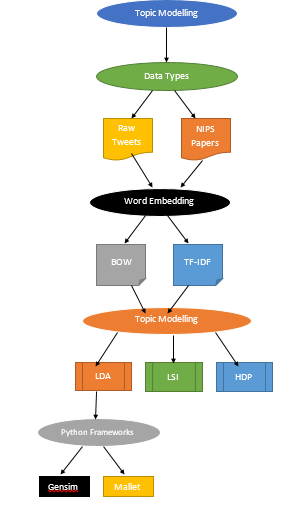 Topic Modelling
Data Types
Raw
Tweets
NIPS
Papers
Word Embedding
BOW
TF-IDF
Topic Modelling
LDA
LSI
HDP
Python Frameworks
Gensim
Mallet